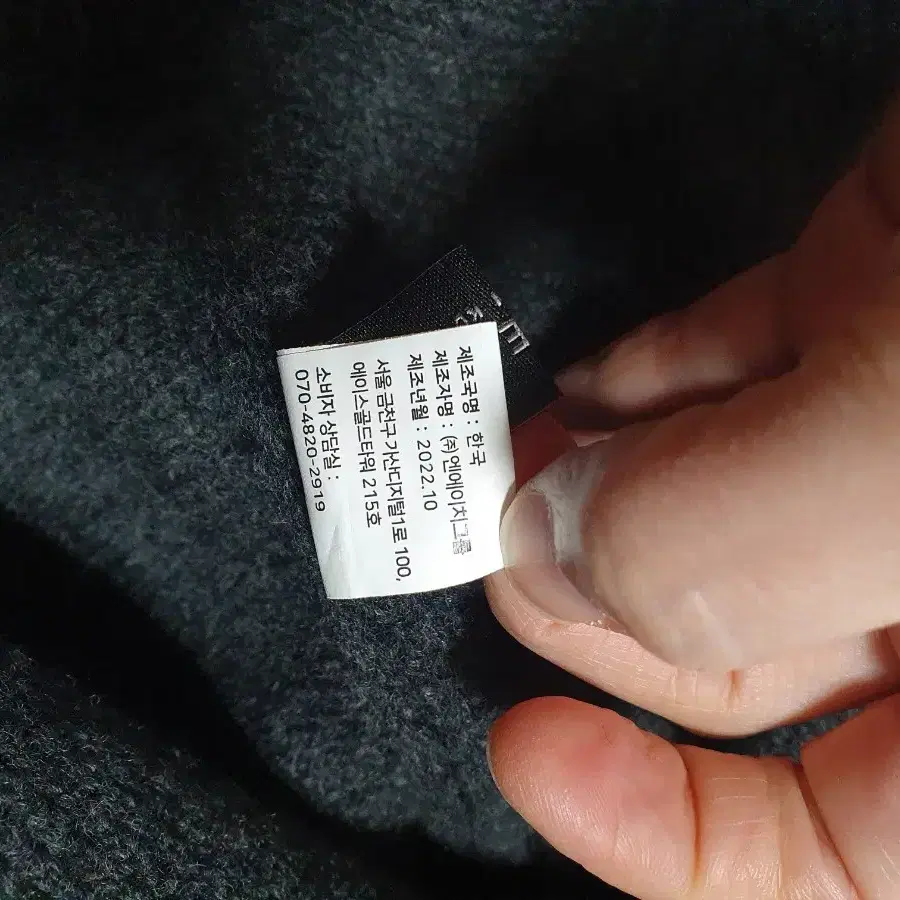 제조국명 : 한국
제조자명 : ㈜엔에이치그룹
제조년월 : 2022.10
서울 금천구 가산디지털1로 100,
에이스골드타워 215호
소비자 상담실 :
070-4820-2919